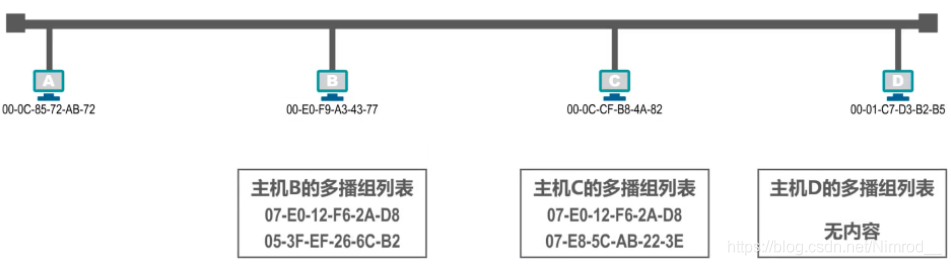 A
B
C
D
00-0C-85-72-AB-72
00-E0-F9-A3-43-77
00-0C-CF-B8-4A-82
00-01-C7-D3-B2-B5
主机B的多播组列表
07-E0-12-F6-2A-D8
05-3F-EF-26-6C-B2
主机C的多播组列表
07-E0-12-F6-2A-D8
07-E8-5C-AB-22-3E
主机D的多播组列表
无内容
https://blog.csdn.net/Nimrod__